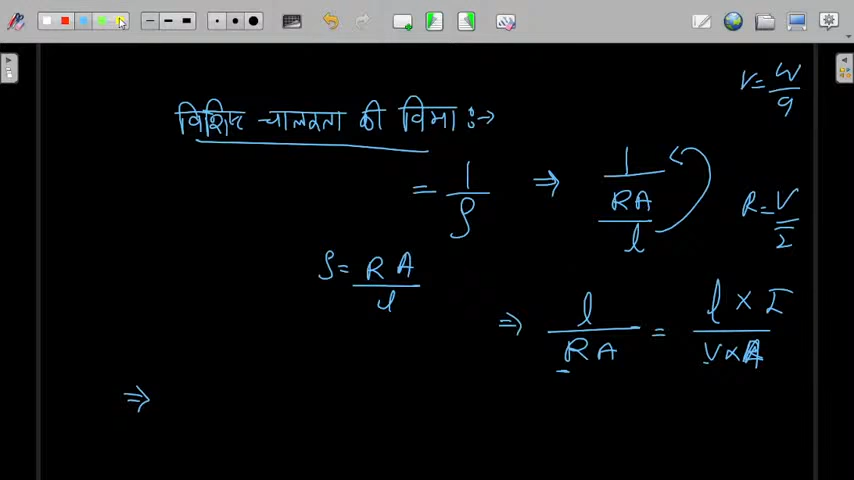 विशिष्ट चालकता की विमा :→
V = W/q
= 1/ρ ⇒ 1/(RA/l)
R = V/I
ρ = RA/l
⇒ l/RA = l × I/V×A
⇒